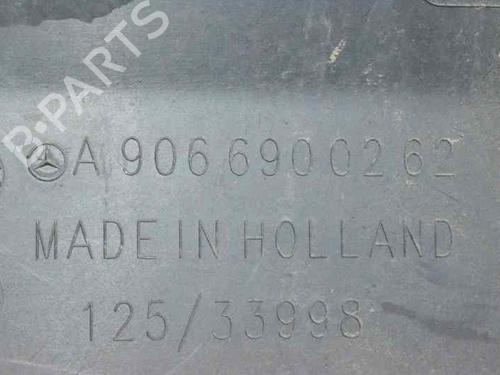 B-PARTS
A 906 690 02 62
MADE IN HOLLAND
125/33998